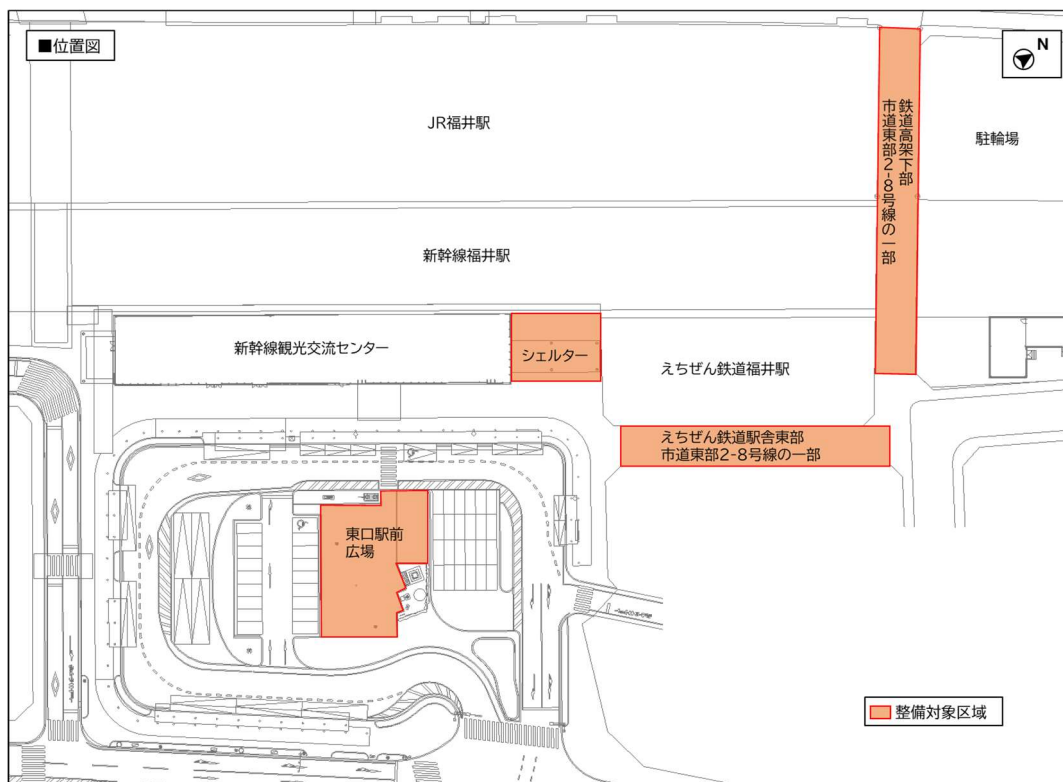 ■位置図
N
JR福井駅
鉄道高架下部
市道東部2-8号線の一部
駐輪場
新幹線福井駅
新幹線観光交流センター
シェルター
えちぜん鉄道福井駅
えちぜん鉄道駅舎東部
市道東部2-8号線の一部
東口駅前
広場
整備対象区域